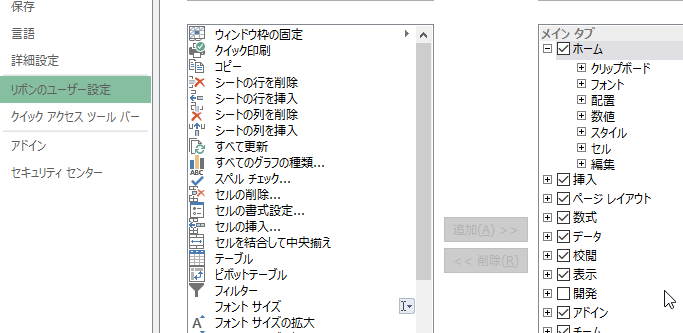 保存
言語
詳細設定
リボンのユーザー設定
クイック アクセス ツール バー
アドイン
セキュリティ センター
ウィンドウ枠の固定
クイック印刷
コピー
シートの行を削除
シートの行を挿入
シートの列を削除
シートの列を挿入
すべて更新
すべてのグラフの種類...
ABC
スペル チェック...
セルの削除...
セルの書式設定...
セルの挿入...
セルを結合して中央揃え
テーブル
ピボットテーブル
フィルター
フォント サイズ
フォント サイズの拡大
追加(A) >>
<< 削除(R)
メイン タブ
ホーム
クリップボード
フォント
配置
数値
スタイル
セル
編集
挿入
ページ レイアウト
数式
データ
校閲
表示
開発
アドイン
チーム